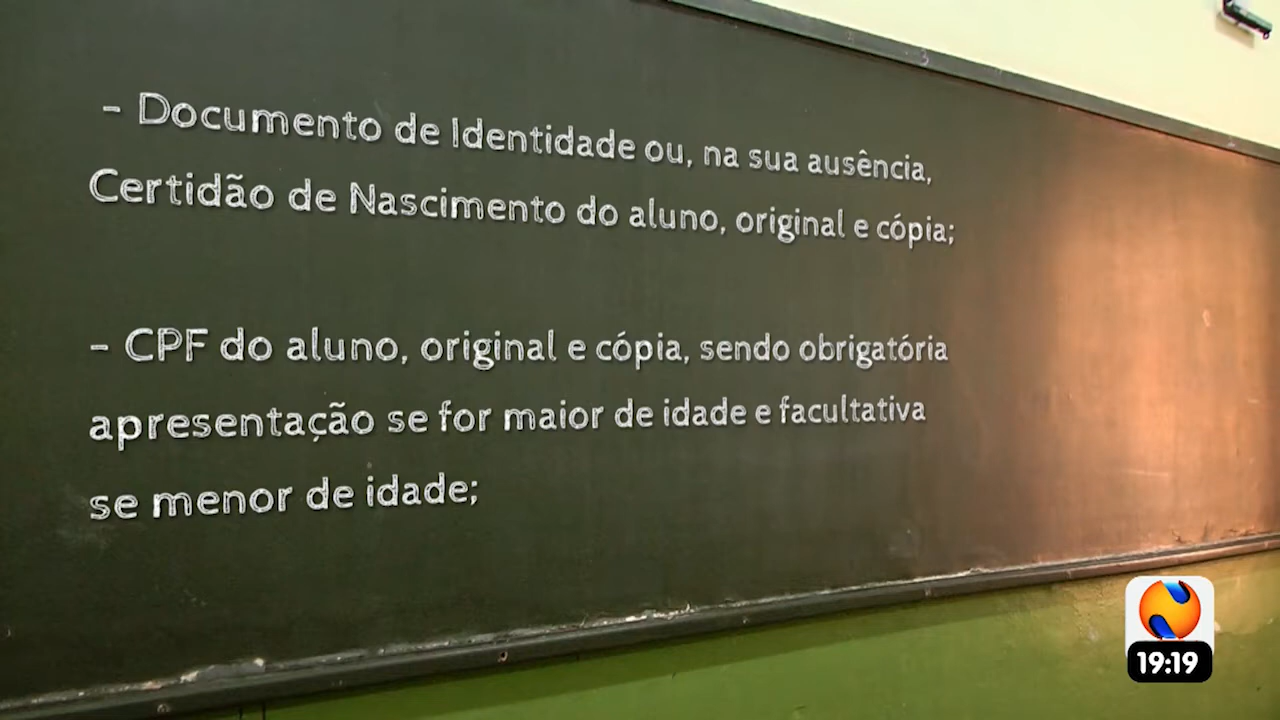 - Documento de Identidade ou, na sua ausência,
Certidão de Nascimento do aluno, original e cópia;
- CPF do aluno, original e cópia, sendo obrigatória
apresentação se for maior de idade e facultativa
se menor de idade;
19:19